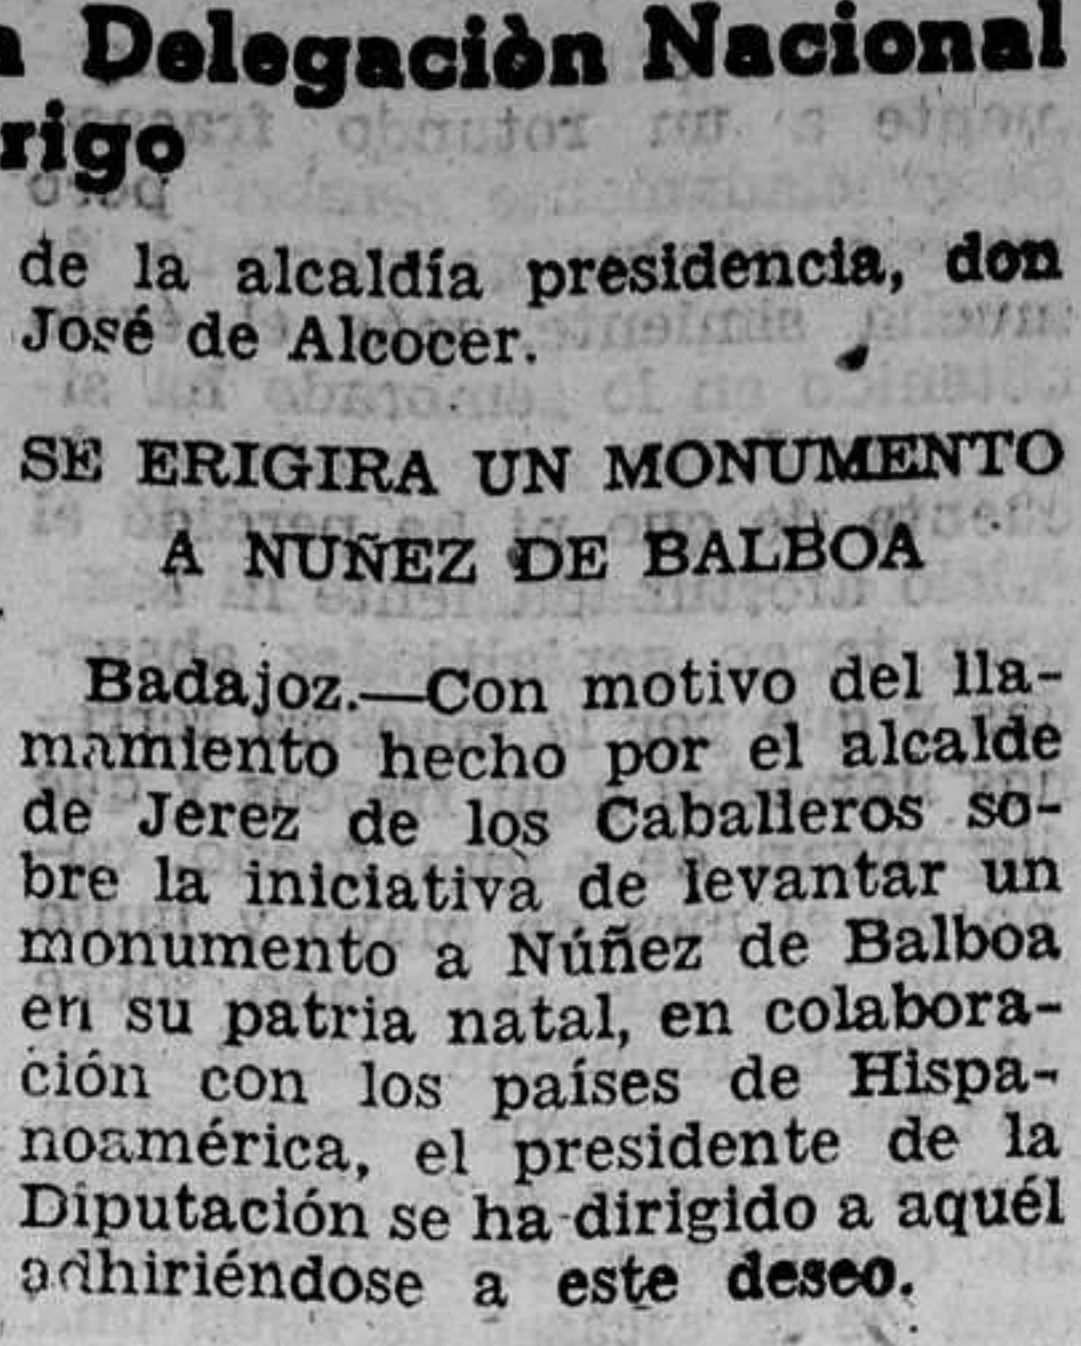 Delegación Nacional
rigo
de la alcaldía presidencia, don
José de Alcocer.
SE ERIGIRA UN MONUMENTO
A NUÑEZ DE BALBOA
Badajoz.—Con motivo del lla-
mamiento hecho por el alcalde
de Jerez de los Caballeros so-
bre la iniciativa de levantar un
monumento a Núñez de Balboa
en su patria natal, en colabora-
ción con los países de Hispa-
noamérica, el presidente de la
Diputación se ha dirigido a aquél
adhiriéndose a este deseo.